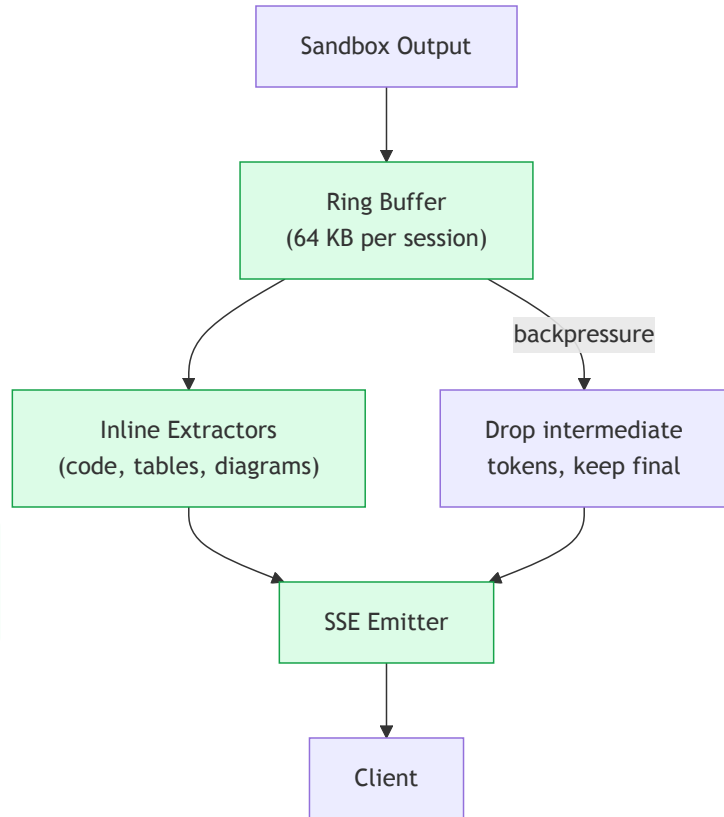 Sandbox Output
Ring Buffer
(64 KB per session)
backpressure
Inline Extractors
(code, tables, diagrams)
Drop intermediate
tokens, keep final
SSE Emitter
Client